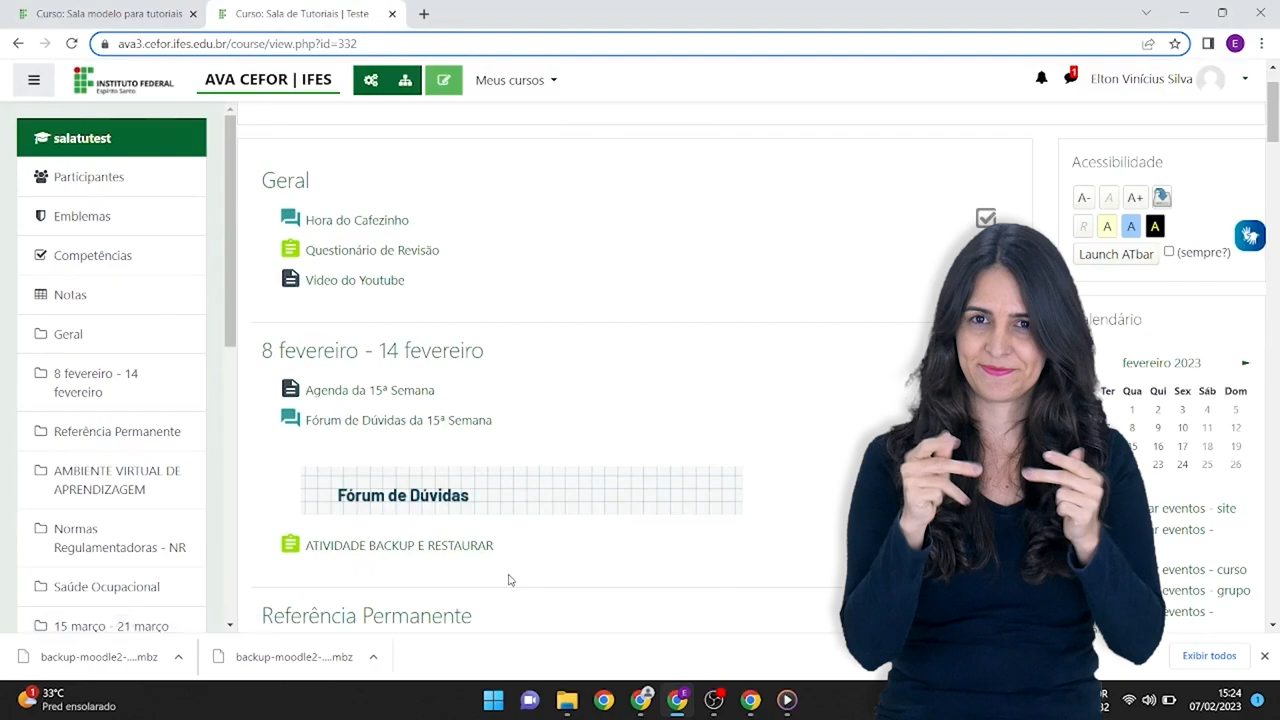 Curso: Sala modelo para tutoriais
Curso: Sala de Tutoriais | Teste
ava3.cefor.ifes.edu.br/course/view.php?id=332
E
INSTITUTO FEDERAL
Espírito Santo
AVA CEFOR | IFES
Meus cursos
1
Elton Vinícius Silva
salatutest
Participantes
Emblemas
Competências
Notas
Geral
8 fevereiro - 14
fevereiro
Referência Permanente
AMBIENTE VIRTUAL DE
APRENDIZAGEM
Normas
Regulamentadoras - NR
Saúde Ocupacional
15 março - 21 março
Geral
Hora do Cafezinho
Questionário de Revisão
Video do Youtube
8 fevereiro - 14 fevereiro
Agenda da 15ª Semana
Fórum de Dúvidas da 15ª Semana
Fórum de Dúvidas
ATIVIDADE BACKUP E RESTAURAR
Referência Permanente
Acessibilidade
A- A A+
R A A A
Launch ATbar (sempre?)
fevereiro 2023 ►
Ter Qua Qui Sex Sáb Dom
1 2 3 4 5
8 9 10 11 12
15 16 17 18 19
23 24 25 26
eventos - site
eventos -
eventos - curso
eventos - grupo
eventos -
backup-moodle2-....mbz
backup-moodle2-....mbz
Exibir todos
1
33°C
Pred ensolarado
E
15:24
07/02/2023
1